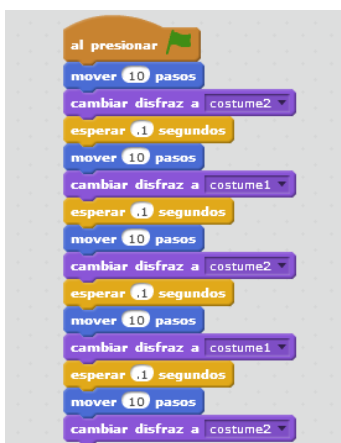 al presionar
mover 10 pasos
cambiar disfraz a costume2
esperar .1 segundos
mover 10 pasos
cambiar disfraz a costume1
esperar .1 segundos
mover 10 pasos
cambiar disfraz a costume2
esperar .1 segundos
mover 10 pasos
cambiar disfraz a costume1
esperar .1 segundos
mover 10 pasos
cambiar disfraz a costume2